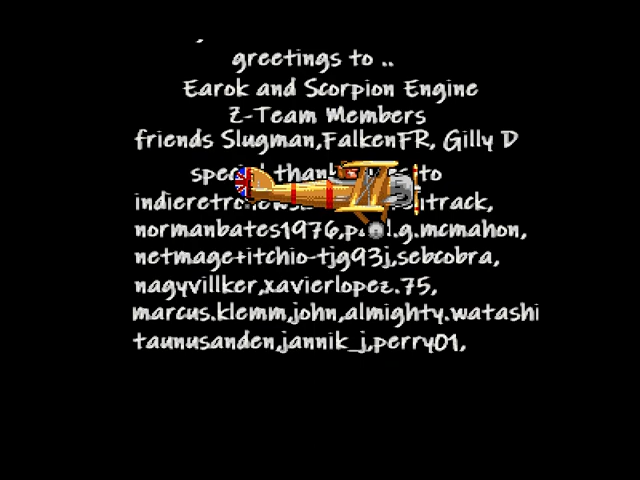 greetings to ..
Earok and Scorpion Engine
Z-Team Members
friends Slugman,FalkenFR, Gilly D
to
normanbates1976,
.g.mcmahon,
netmage+itchio-tjg93j,sebcobra,
nagyvillker,xavierlopez.75,
marcus.klemm,john,almighty.watashi
taunusanden,jannik_j,perry01,